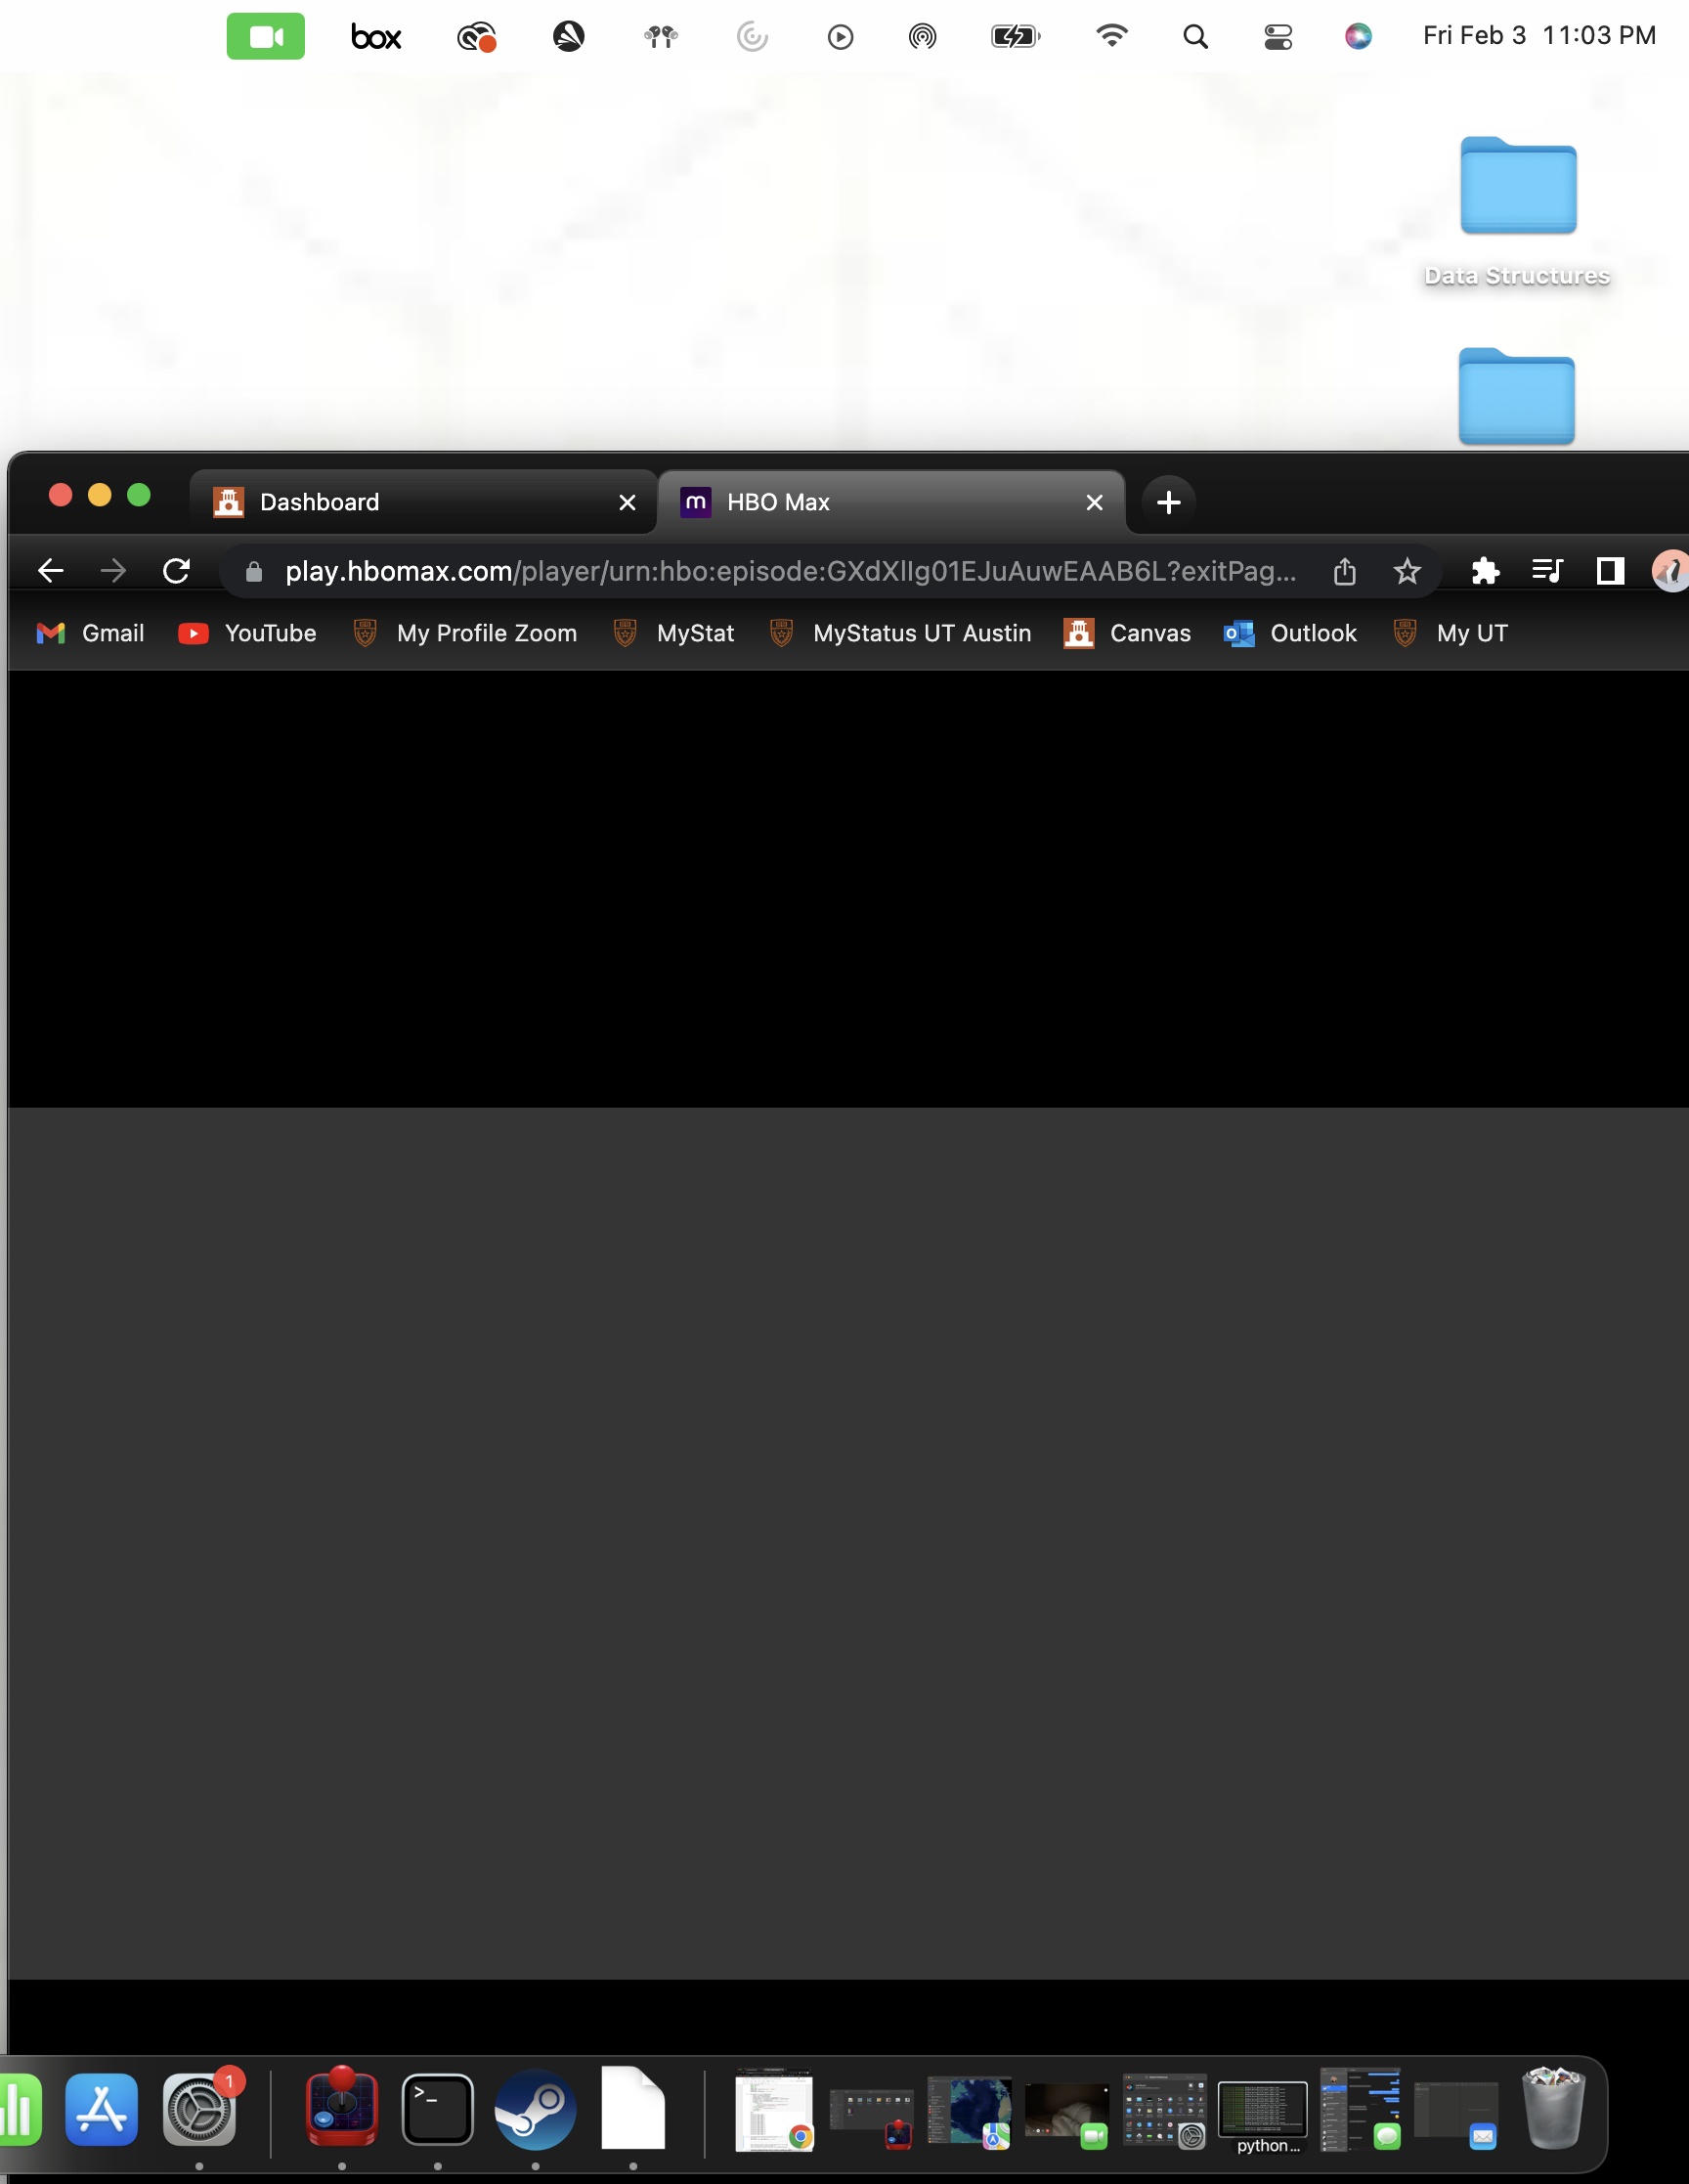 box
Fri Feb 3 11:03 PM
Data Structures
Dashboard
HBO Max
play.hbomax.com/player/urn:hbo:episode:GXdXlIg01EJuAuwEAAB6L?exitPag...
Gmail YouTube My Profile Zoom MyStat MyStatus UT Austin Canvas Outlook My UT
1
python...